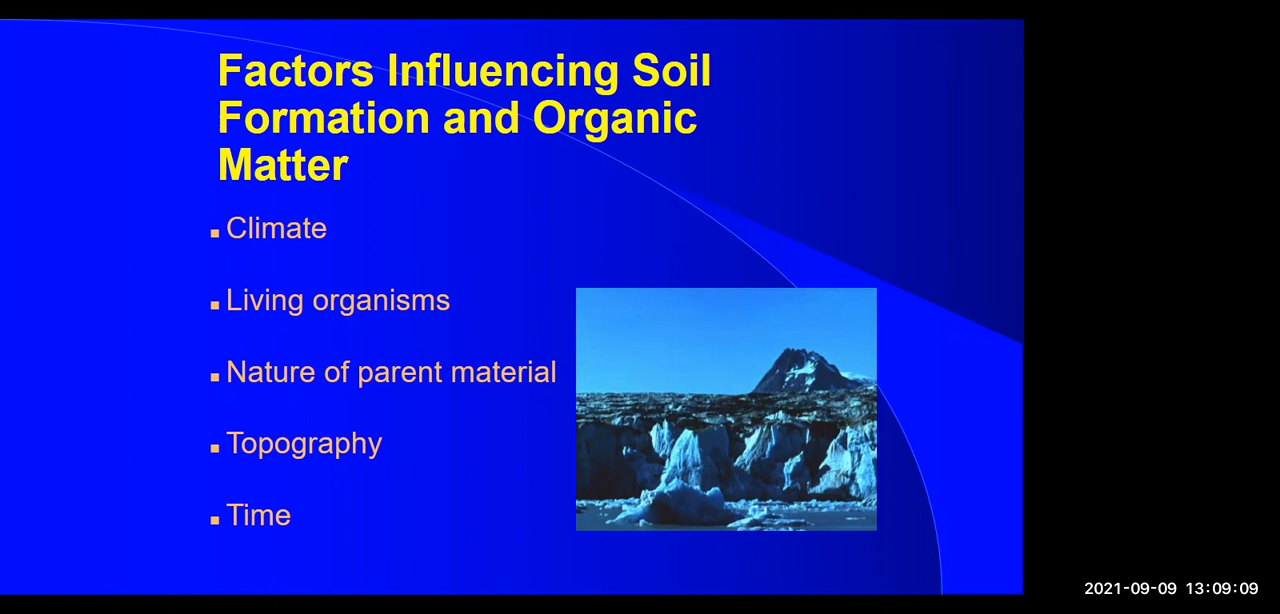 Factors Influencing Soil
Formation and Organic
Matter
Climate
Living organisms
Nature of parent material
Topography
Time
2021-09-09 13:09:09